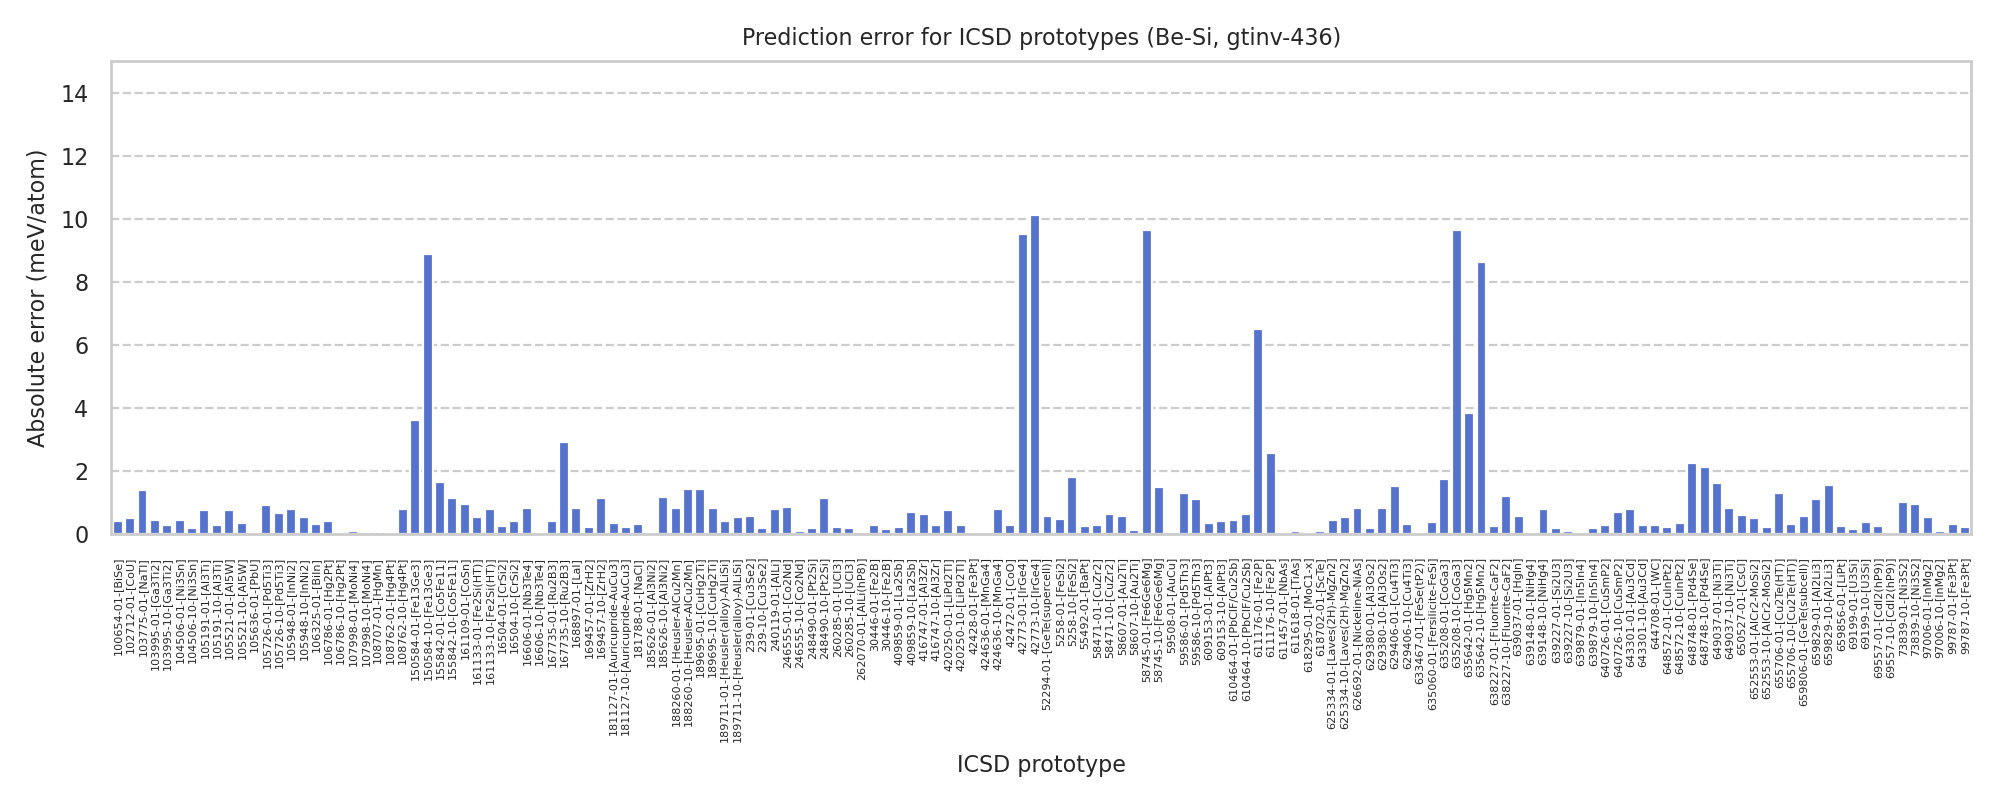 Prediction error for ICSD prototypes (Be-Si, gtinv-436)
Absolute error (meV/atom)
14
12
10
8
6
4
2
0
100654-01-[BiSe]
102712-01-[CoU]
103775-01-[NaTl]
103995-01-[Ga3Ti2]
103995-10-[Ga3Ti2]
104506-01-[Ni3Sn]
104506-10-[Ni3Sn]
105191-01-[Al3Ti]
105191-10-[Al3Ti]
105521-01-[Al5W]
105521-10-[Al5W]
105636-01-[PbU]
105726-01-[Pd5Ti3]
105726-10-[Pd5Ti3]
105948-01-[InNi2]
105948-10-[InNi2]
106325-01-[BiIn]
106786-01-[Hg2Pt]
106786-10-[Hg2Pt]
107998-01-[MoNi4]
107998-10-[MoNi4]
108707-01-[HgMn]
108762-01-[Hg4Pt]
108762-10-[Hg4Pt]
150584-01-[Fe13Ge3]
150584-10-[Fe13Ge3]
155842-01-[Co5Fe11]
155842-10-[Co5Fe11]
161109-01-[CoSn]
161133-01-[Fe2Si(HT)]
161133-10-[Fe2Si(HT)]
16504-01-[CrSi2]
16504-10-[CrSi2]
16606-01-[Nb3Te4]
16606-10-[Nb3Te4]
167735-01-[Ru2B3]
167735-10-[Ru2B3]
168897-01-[LaI]
169457-01-[ZrH2]
169457-10-[ZrH2]
181127-01-[Auricupride-AuCu3]
181127-10-[Auricupride-AuCu3]
181788-01-[NaCl]
185626-01-[Al3Ni2]
185626-10-[Al3Ni2]
188260-01-[Heusler-AlCu2Mn]
188260-10-[Heusler-AlCu2Mn]
189695-01-[CuHg2Ti]
189695-10-[CuHg2Ti]
189711-01-[Heusler(alloy)-AlLiSi]
189711-10-[Heusler(alloy)-AlLiSi]
239-01-[Cu3Se2]
239-10-[Cu3Se2]
240119-01-[AlLi]
246555-01-[Co2Nd]
246555-10-[Co2Nd]
248490-01-[Pt2Si]
248490-10-[Pt2Si]
260285-01-[UCl3]
260285-10-[UCl3]
262070-01-[AlLi(hP8)]
30446-01-[Fe2B]
30446-10-[Fe2B]
409859-01-[La2Sb]
409859-10-[La2Sb]
416747-01-[Al3Zr]
416747-10-[Al3Zr]
420250-01-[LiPd2Tl]
420250-10-[LiPd2Tl]
42428-01-[Fe3Pt]
424636-01-[MnGa4]
424636-10-[MnGa4]
42472-01-[CoO]
42773-01-[IrGe4]
42773-10-[IrGe4]
52294-01-[GeTe(supercell)]
5258-01-[FeSi2]
5258-10-[FeSi2]
55492-01-[BaPt]
58471-01-[CuZr2]
58471-10-[CuZr2]
58607-01-[Au2Ti]
58607-10-[Au2Ti]
58745-01-[Fe6Ge6Mg]
58745-10-[Fe6Ge6Mg]
59508-01-[AuCu]
59586-01-[Pd5Th3]
59586-10-[Pd5Th3]
609153-01-[AlPt3]
609153-10-[AlPt3]
610464-01-[PbClF/Cu2Sb]
610464-10-[PbClF/Cu2Sb]
611176-01-[Fe2P]
611176-10-[Fe2P]
611457-01-[NbAs]
611618-01-[TiAs]
618295-01-[MoC1-x]
618702-01-[ScTe]
625334-01-[Laves(2H)-MgZn2]
625334-10-[Laves(2H)-MgZn2]
626692-01-[Nickeline-NiAs]
629380-01-[Al3Os2]
629380-10-[Al3Os2]
629406-01-[Cu4Ti3]
629406-10-[Cu4Ti3]
633467-01-[FeSe(tP2)]
635060-01-[Fersilicite-FeSi]
635208-01-[CoGa3]
635208-10-[CoGa3]
635642-01-[Hg5Mn2]
635642-10-[Hg5Mn2]
638227-01-[Fluorite-CaF2]
638227-10-[Fluorite-CaF2]
639037-01-[HgIn]
639148-01-[NiHg4]
639148-10-[NiHg4]
639227-01-[Si2U3]
639227-10-[Si2U3]
639879-01-[In5In4]
639879-10-[In5In4]
640726-01-[CuSmP2]
640726-10-[CuSmP2]
643301-01-[Au3Cd]
643301-10-[Au3Cd]
644708-01-[WC]
648572-01-[CuInPt2]
648572-10-[CuInPt2]
648748-01-[Pd4Se]
648748-10-[Pd4Se]
649037-01-[Ni3Ti]
649037-10-[Ni3Ti]
650527-01-[CsCl]
652553-01-[AlCr2-MoSi2]
652553-10-[AlCr2-MoSi2]
655706-01-[Cu2Te(HT)]
655706-10-[Cu2Te(HT)]
659806-01-[GeTe(subcell)]
659829-01-[Al2Li3]
659829-10-[Al2Li3]
659856-01-[LiPt]
69199-01-[U3Si]
69199-10-[U3Si]
69557-01-[CdI2(hP9)]
69557-10-[CdI2(hP9)]
73839-01-[Ni3S2]
73839-10-[Ni3S2]
97006-01-[InMg2]
97006-10-[InMg2]
99787-01-[Fe3Pt]
99787-10-[Fe3Pt]
ICSD prototype